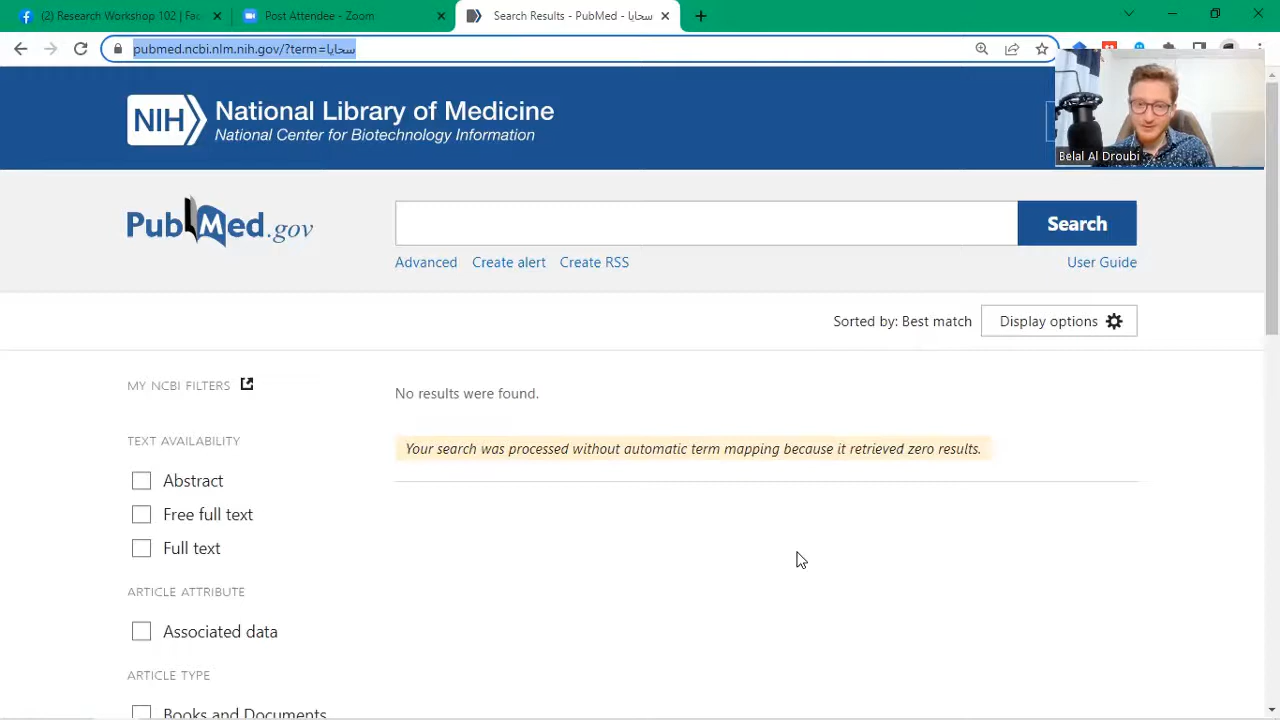 (2) Research Workshop 102 | Fac
Post Attendee - Zoom
Search Results - PubMed - سحايا
pubmed.ncbi.nlm.nih.gov/?term=سحايا
NIH
National Library of Medicine
National Center for Biotechnology Information
Belal Al Droubi
PubMed.gov
Search
Advanced
Create alert
Create RSS
User Guide
Sorted by: Best match
Display options
MY NCBI FILTERS
No results were found.
TEXT AVAILABILITY
Your search was processed without automatic term mapping because it retrieved zero results.
Abstract
Free full text
Full text
ARTICLE ATTRIBUTE
Associated data
ARTICLE TYPE
Books and Documents